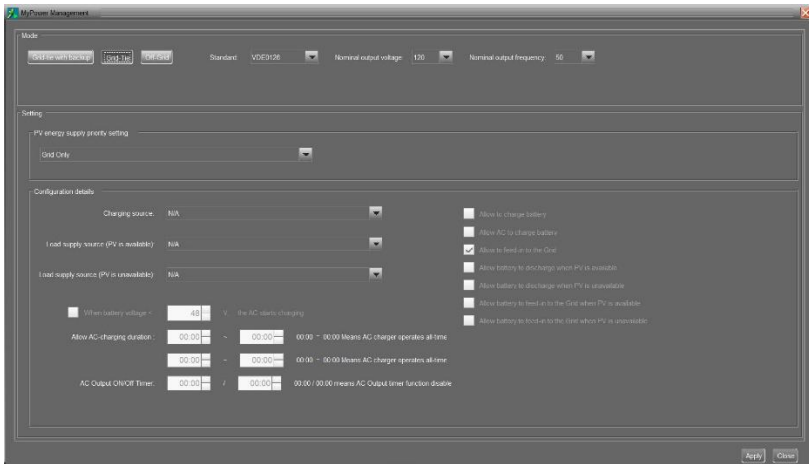 MyPower Management
Mode
Grid-tie with backup Grid-Tie Off-Grid Standard: VDE0126 Nominal output voltage: 120 Nominal output frequency: 50
Setting
PV energy supply priority setting
Grid Only
Configuration details
Charging source: N/A
Load supply source (PV is available): N/A
Load supply source (PV is unavailable): N/A
When battery voltage < 48 V, the AC starts charging
Allow AC-charging duration : 00:00 ~ 00:00 00:00 ~ 00:00 Means AC charger operates all-time
00:00 ~ 00:00 00:00 ~ 00:00 Means AC charger operates all-time
AC Output ON/Off Timer: 00:00 / 00:00 00:00 / 00:00 means AC Output timer function disable
Allow to charge battery
Allow AC to charge battery
Allow to feed-in to the Grid
Allow battery to discharge when PV is available
Allow battery to discharge when PV is unavailable
Allow battery to feed-in to the Grid when PV is available
Allow battery to feed-in to the Grid when PV is unavailable
Apply Close